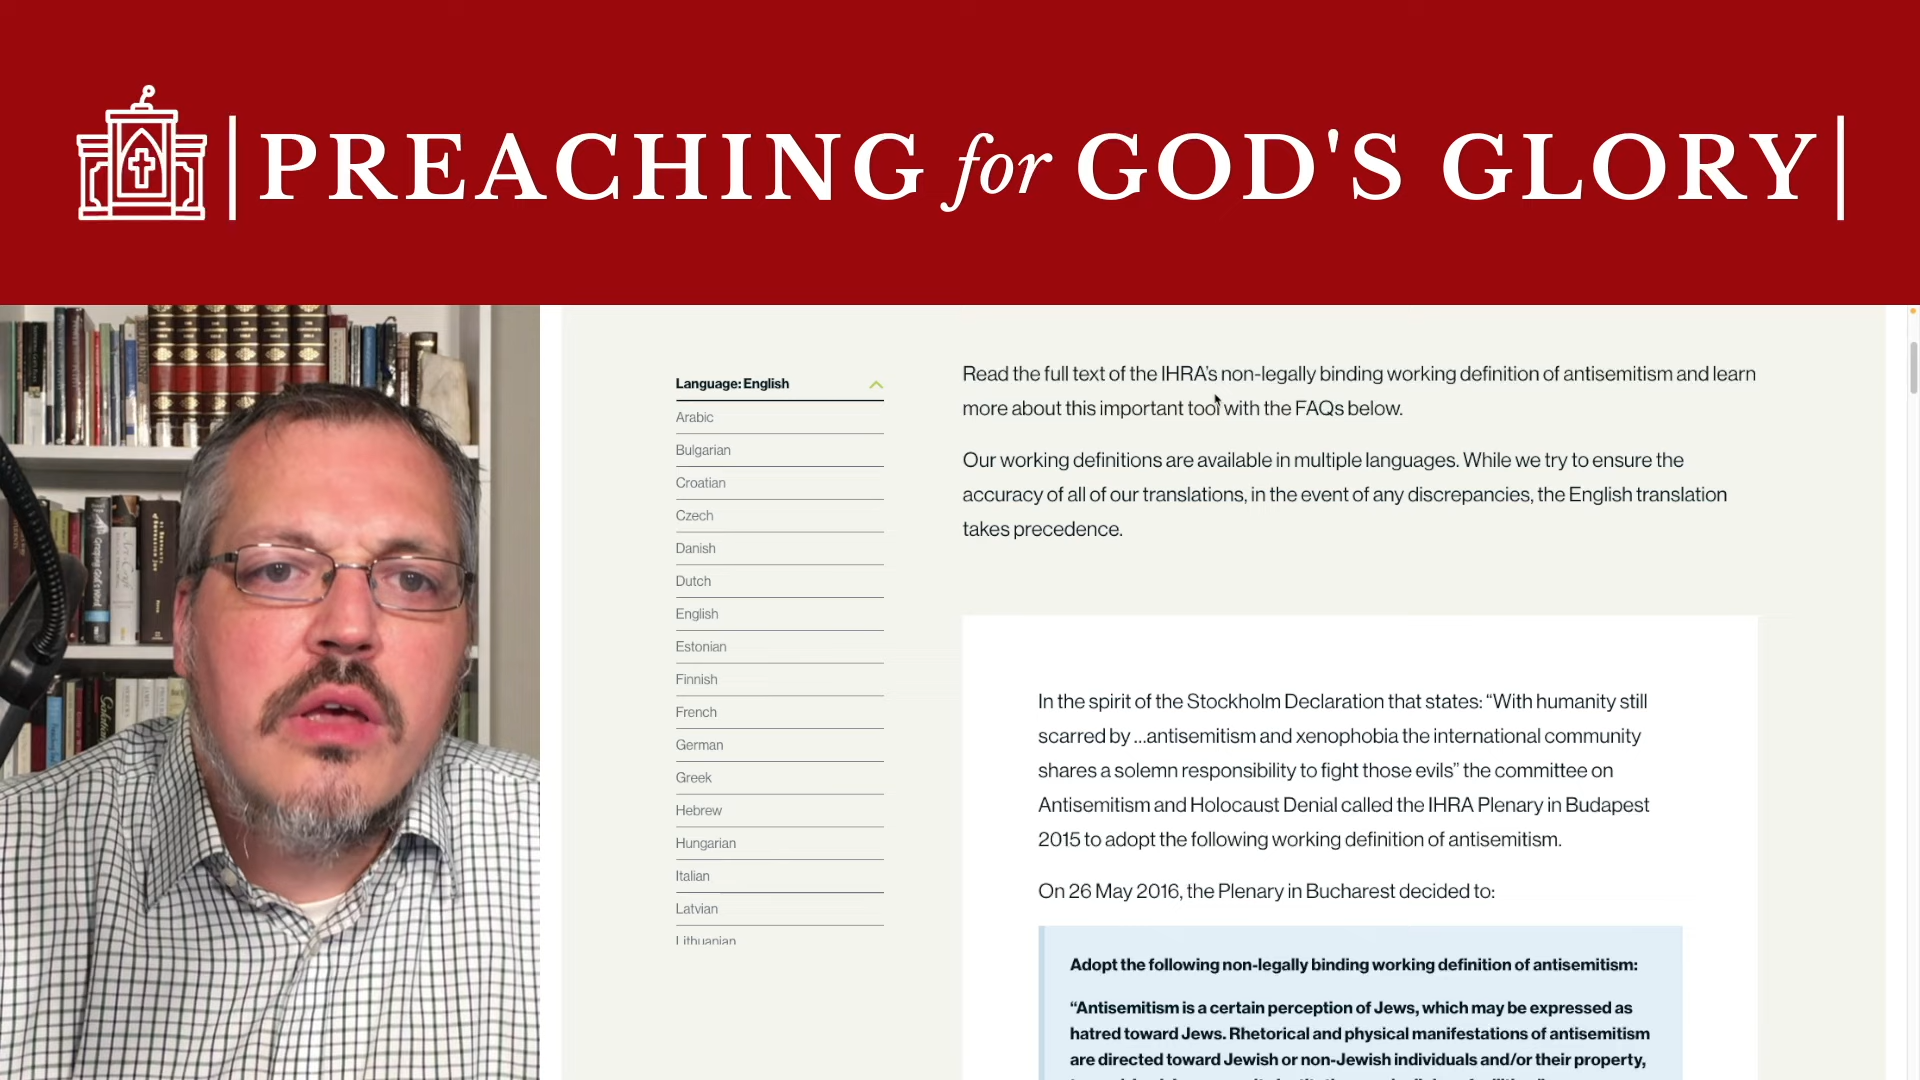 PREACHING for GOD'S GLORY
Language: English
Arabic
Bulgarian
Croatian
Czech
Danish
Dutch
English
Estonian
Finnish
French
German
Greek
Hebrew
Hungarian
Italian
Latvian
Lithuanian
Read the full text of the IHRA's non-legally binding working definition of antisemitism and learn
more about this important tool with the FAQs below.
Our working definitions are available in multiple languages. While we try to ensure the
accuracy of all of our translations, in the event of any discrepancies, the English translation
takes precedence.
In the spirit of the Stockholm Declaration that states: “With humanity still
scarred by ...antisemitism and xenophobia the international community
shares a solemn responsibility to fight those evils” the committee on
Antisemitism and Holocaust Denial called the IHRA Plenary in Budapest
2015 to adopt the following working definition of antisemitism.
On 26 May 2016, the Plenary in Bucharest decided to:
Adopt the following non-legally binding working definition of antisemitism:
“Antisemitism is a certain perception of Jews, which may be expressed as
hatred toward Jews. Rhetorical and physical manifestations of antisemitism
are directed toward Jewish or non-Jewish individuals and/or their property,